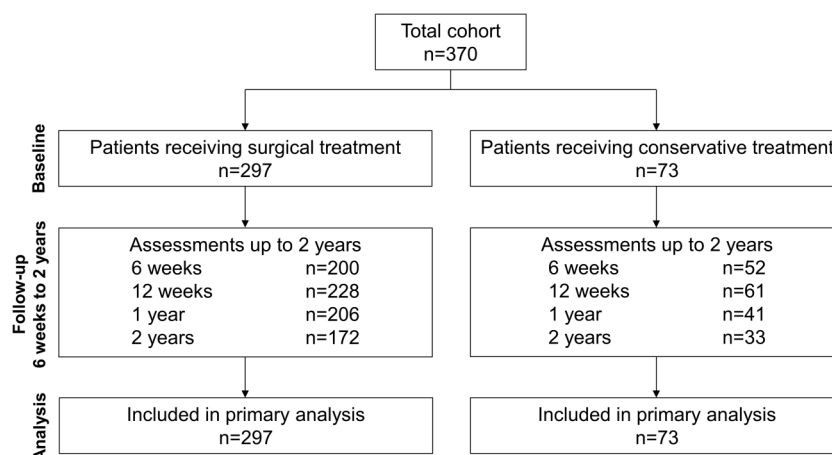 Total cohort
n=370
Baseline
Patients receiving surgical treatment
n=297
Patients receiving conservative treatment
n=73
Follow-up
6 weeks to 2 years
Assessments up to 2 years
6 weeks n=200
12 weeks n=228
1 year n=206
2 years n=172
Assessments up to 2 years
6 weeks n=52
12 weeks n=61
1 year n=41
2 years n=33
Analysis
Included in primary analysis
n=297
Included in primary analysis
n=73